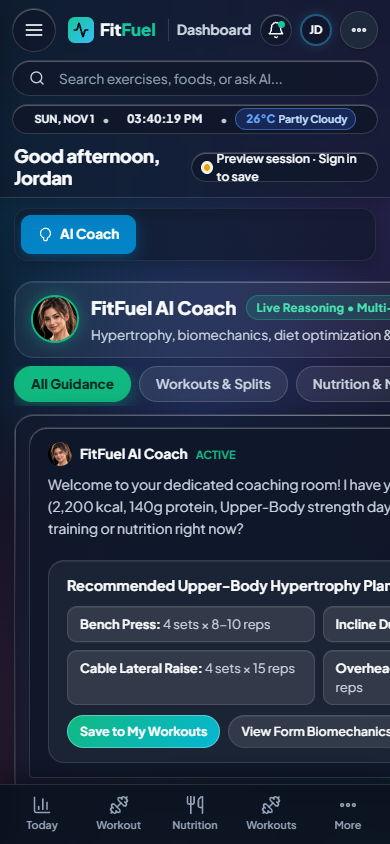 FitFuel
Dashboard
JD
Search exercises, foods, or ask AI...
SUN, NOV 1 • 03:40:19 PM • 26°C Partly Cloudy
Good afternoon,
Jordan
Preview session · Sign in
to save
AI Coach
FitFuel AI Coach
Live Reasoning • Multi-
Hypertrophy, biomechanics, diet optimization &
All Guidance
Workouts & Splits
Nutrition &
FitFuel AI Coach ACTIVE
Welcome to your dedicated coaching room! I have y
(2,200 kcal, 140g protein, Upper-Body strength day
training or nutrition right now?
Recommended Upper-Body Hypertrophy Plan
Bench Press: 4 sets × 8–10 reps
Incline Du
Cable Lateral Raise: 4 sets × 15 reps
Overhea
reps
Save to My Workouts
View Form Biomechanics
Today
Workout
Nutrition
Workouts
More